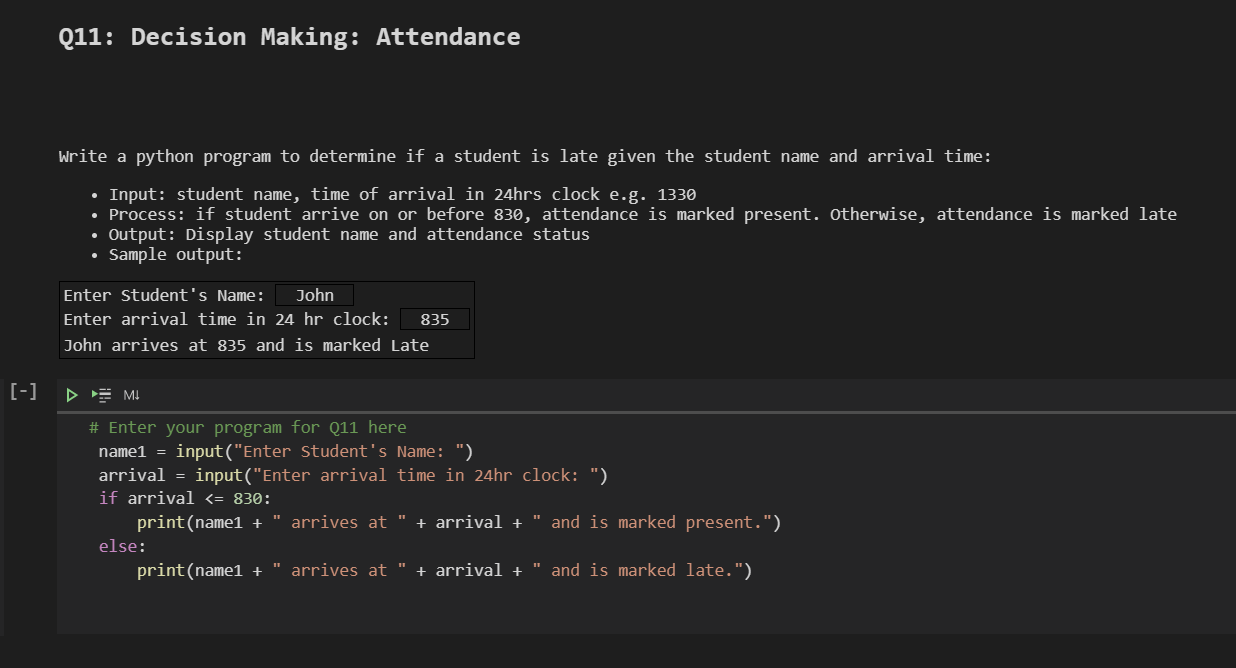 Q11: Decision Making: Attendance
Write a python program to determine if a student is late given the student name and arrival time:
• Input: student name, time of arrival in 24hrs clock e.g. 1330
• Process: if student arrive on or before 830, attendance is marked present. Otherwise, attendance is marked late
• Output: Display student name and attendance status
• Sample output:
Enter Student's Name: John
Enter arrival time in 24 hr clock: 835
John arrives at 835 and is marked Late
[-]
M↓
# Enter your program for Q11 here
name1 = input("Enter Student's Name: ")
arrival = input("Enter arrival time in 24hr clock: ")
if arrival <= 830:
    print(name1 + " arrives at " + arrival + " and is marked present.")
else:
    print(name1 + " arrives at " + arrival + " and is marked late.")